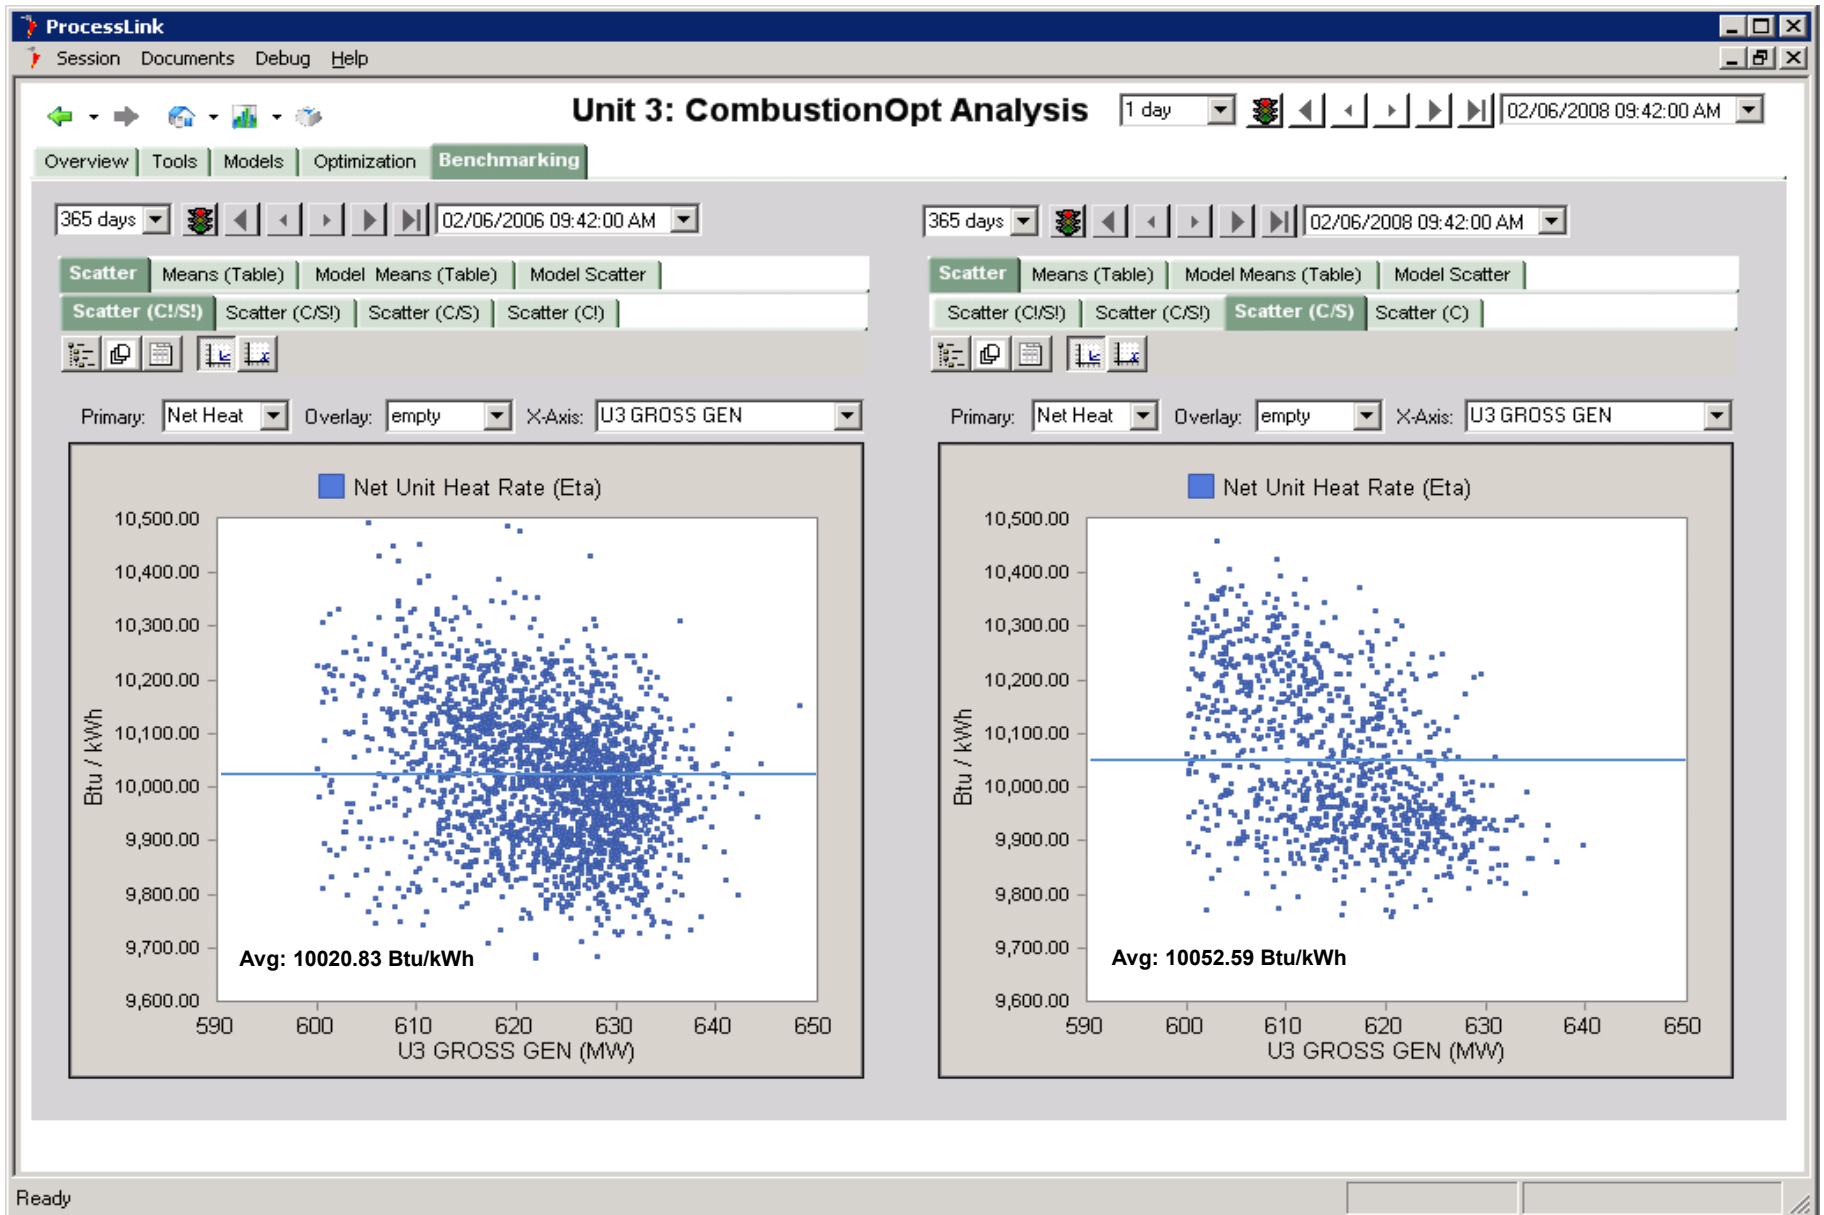 ProcessLink
Session Documents Debug Help
Unit 3: CombustionOpt Analysis 1 day 02/06/2008 09:42:00 AM
Overview Tools Models Optimization Benchmarking
365 days 02/06/2006 09:42:00 AM
Scatter Means (Table) Model Means (Table) Model Scatter
Scatter (C!/S!) Scatter (C/S!) Scatter (C/S) Scatter (C!)
Primary: Net Heat Overlay: empty X-Axis: U3 GROSS GEN
Net Unit Heat Rate (Eta)
10,500.00
10,400.00
10,300.00
10,200.00
10,100.00
10,000.00
9,900.00
9,800.00
9,700.00
9,600.00
Btu / kWh
Avg: 10020.83 Btu/kWh
590 600 610 620 630 640 650
U3 GROSS GEN (MW)
365 days 02/06/2008 09:42:00 AM
Scatter Means (Table) Model Means (Table) Model Scatter
Scatter (C!/S!) Scatter (C/S!) Scatter (C/S) Scatter (C)
Primary: Net Heat Overlay: empty X-Axis: U3 GROSS GEN
Net Unit Heat Rate (Eta)
10,500.00
10,400.00
10,300.00
10,200.00
10,100.00
10,000.00
9,900.00
9,800.00
9,700.00
9,600.00
Btu / kWh
Avg: 10052.59 Btu/kWh
590 600 610 620 630 640 650
U3 GROSS GEN (MW)
Ready